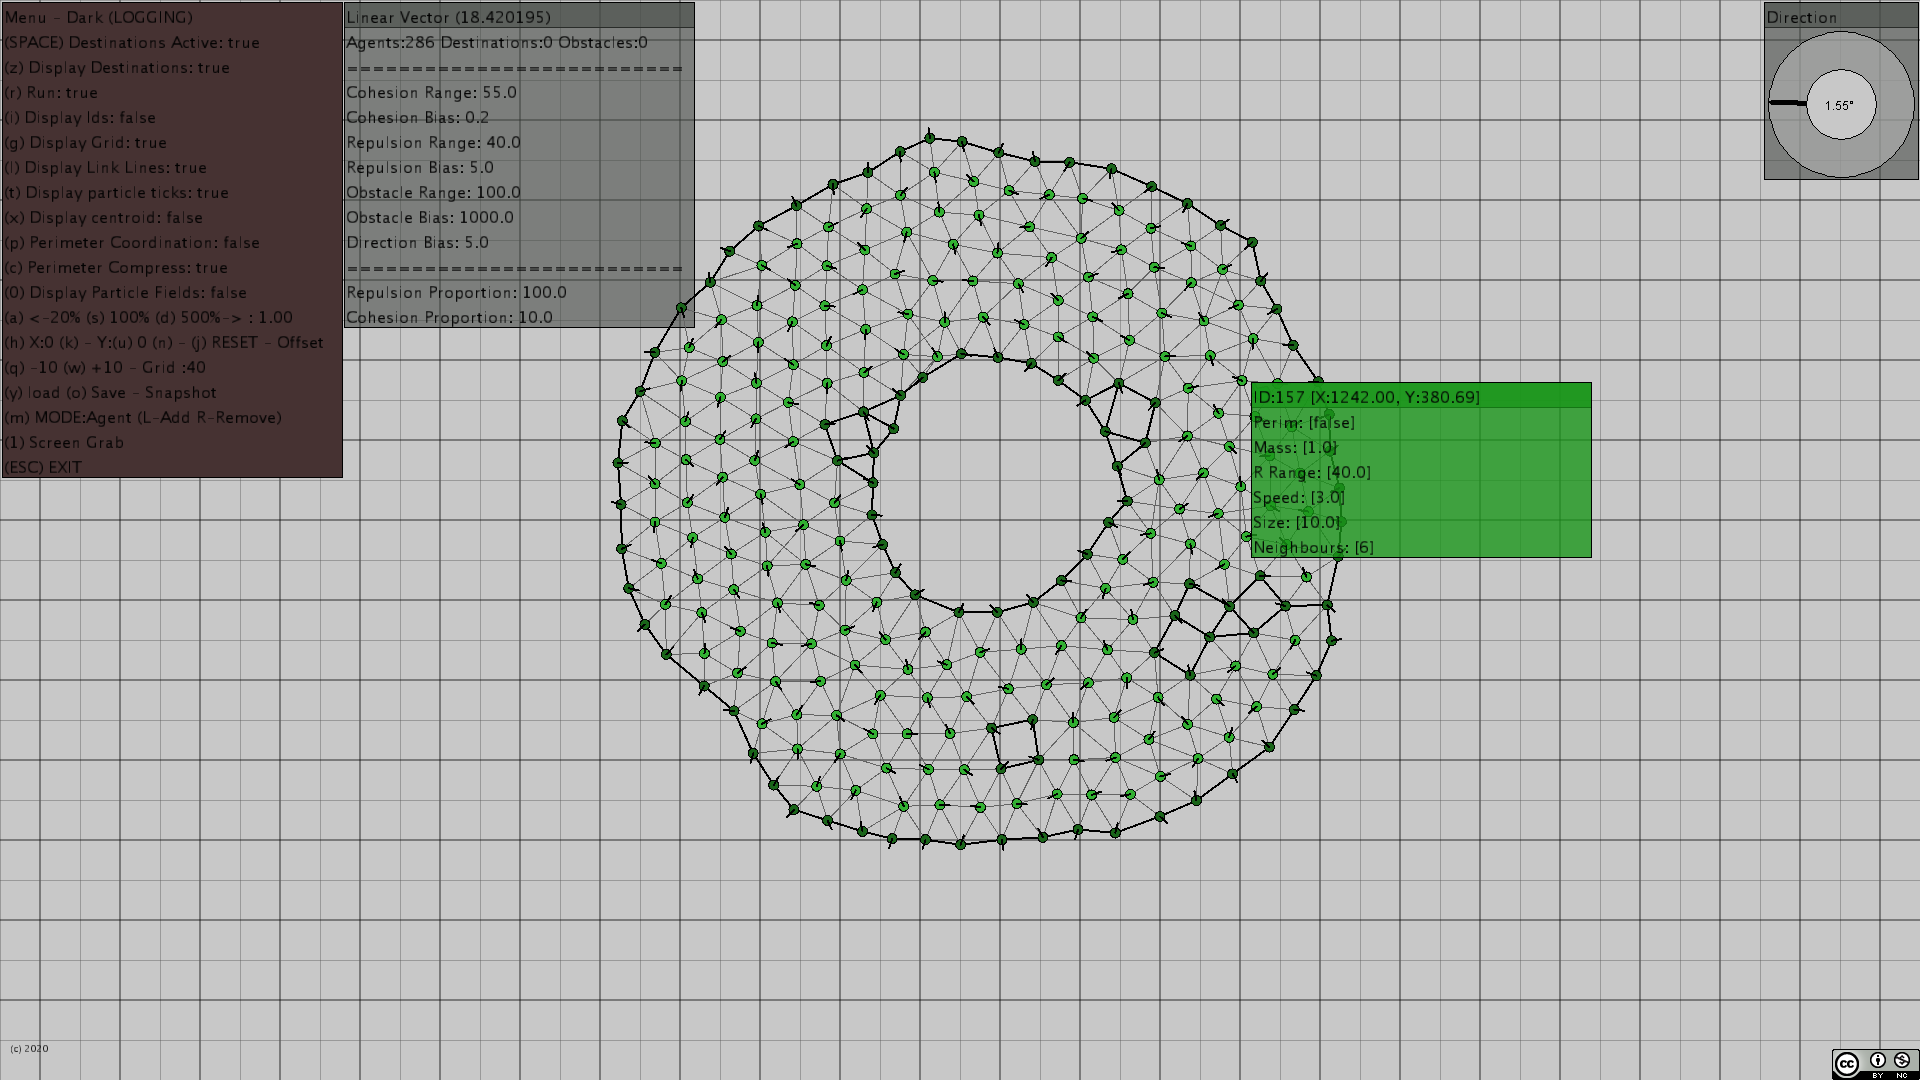 Menu - Dark (LOGGING)
(SPACE) Destinations Active: true
(z) Display Destinations: true
(r) Run: true
(i) Display Ids: false
(g) Display Grid: true
(l) Display Link Lines: true
(t) Display particle ticks: true
(x) Display centroid: false
(p) Perimeter Coordination: false
(c) Perimeter Compress: true
(0) Display Particle Fields: false
(a) <-20% (s) 100% (d) 500%-> : 1.00
(h) X:0 (k) - Y:(u) 0 (n) - (j) RESET - Offset
(q) -10 (w) +10 - Grid :40
(y) load (o) Save - Snapshot
(m) MODE:Agent (L-Add R-Remove)
(1) Screen Grab
(ESC) EXIT
Linear Vector (18.420195)
Agents:286 Destinations:0 Obstacles:0
============================
Cohesion Range: 55.0
Cohesion Bias: 0.2
Repulsion Range: 40.0
Repulsion Bias: 5.0
Obstacle Range: 100.0
Obstacle Bias: 1000.0
Direction Bias: 5.0
============================
Repulsion Proportion: 100.0
Cohesion Proportion: 10.0
Direction
1.55°
ID:157 [X:1242.00, Y:380.69]
Perim: [false]
Mass: [1.0]
R Range: [40.0]
Speed: [3.0]
Size: [10.0]
Neighbours: [6]
(c) 2020
cc
BY NC